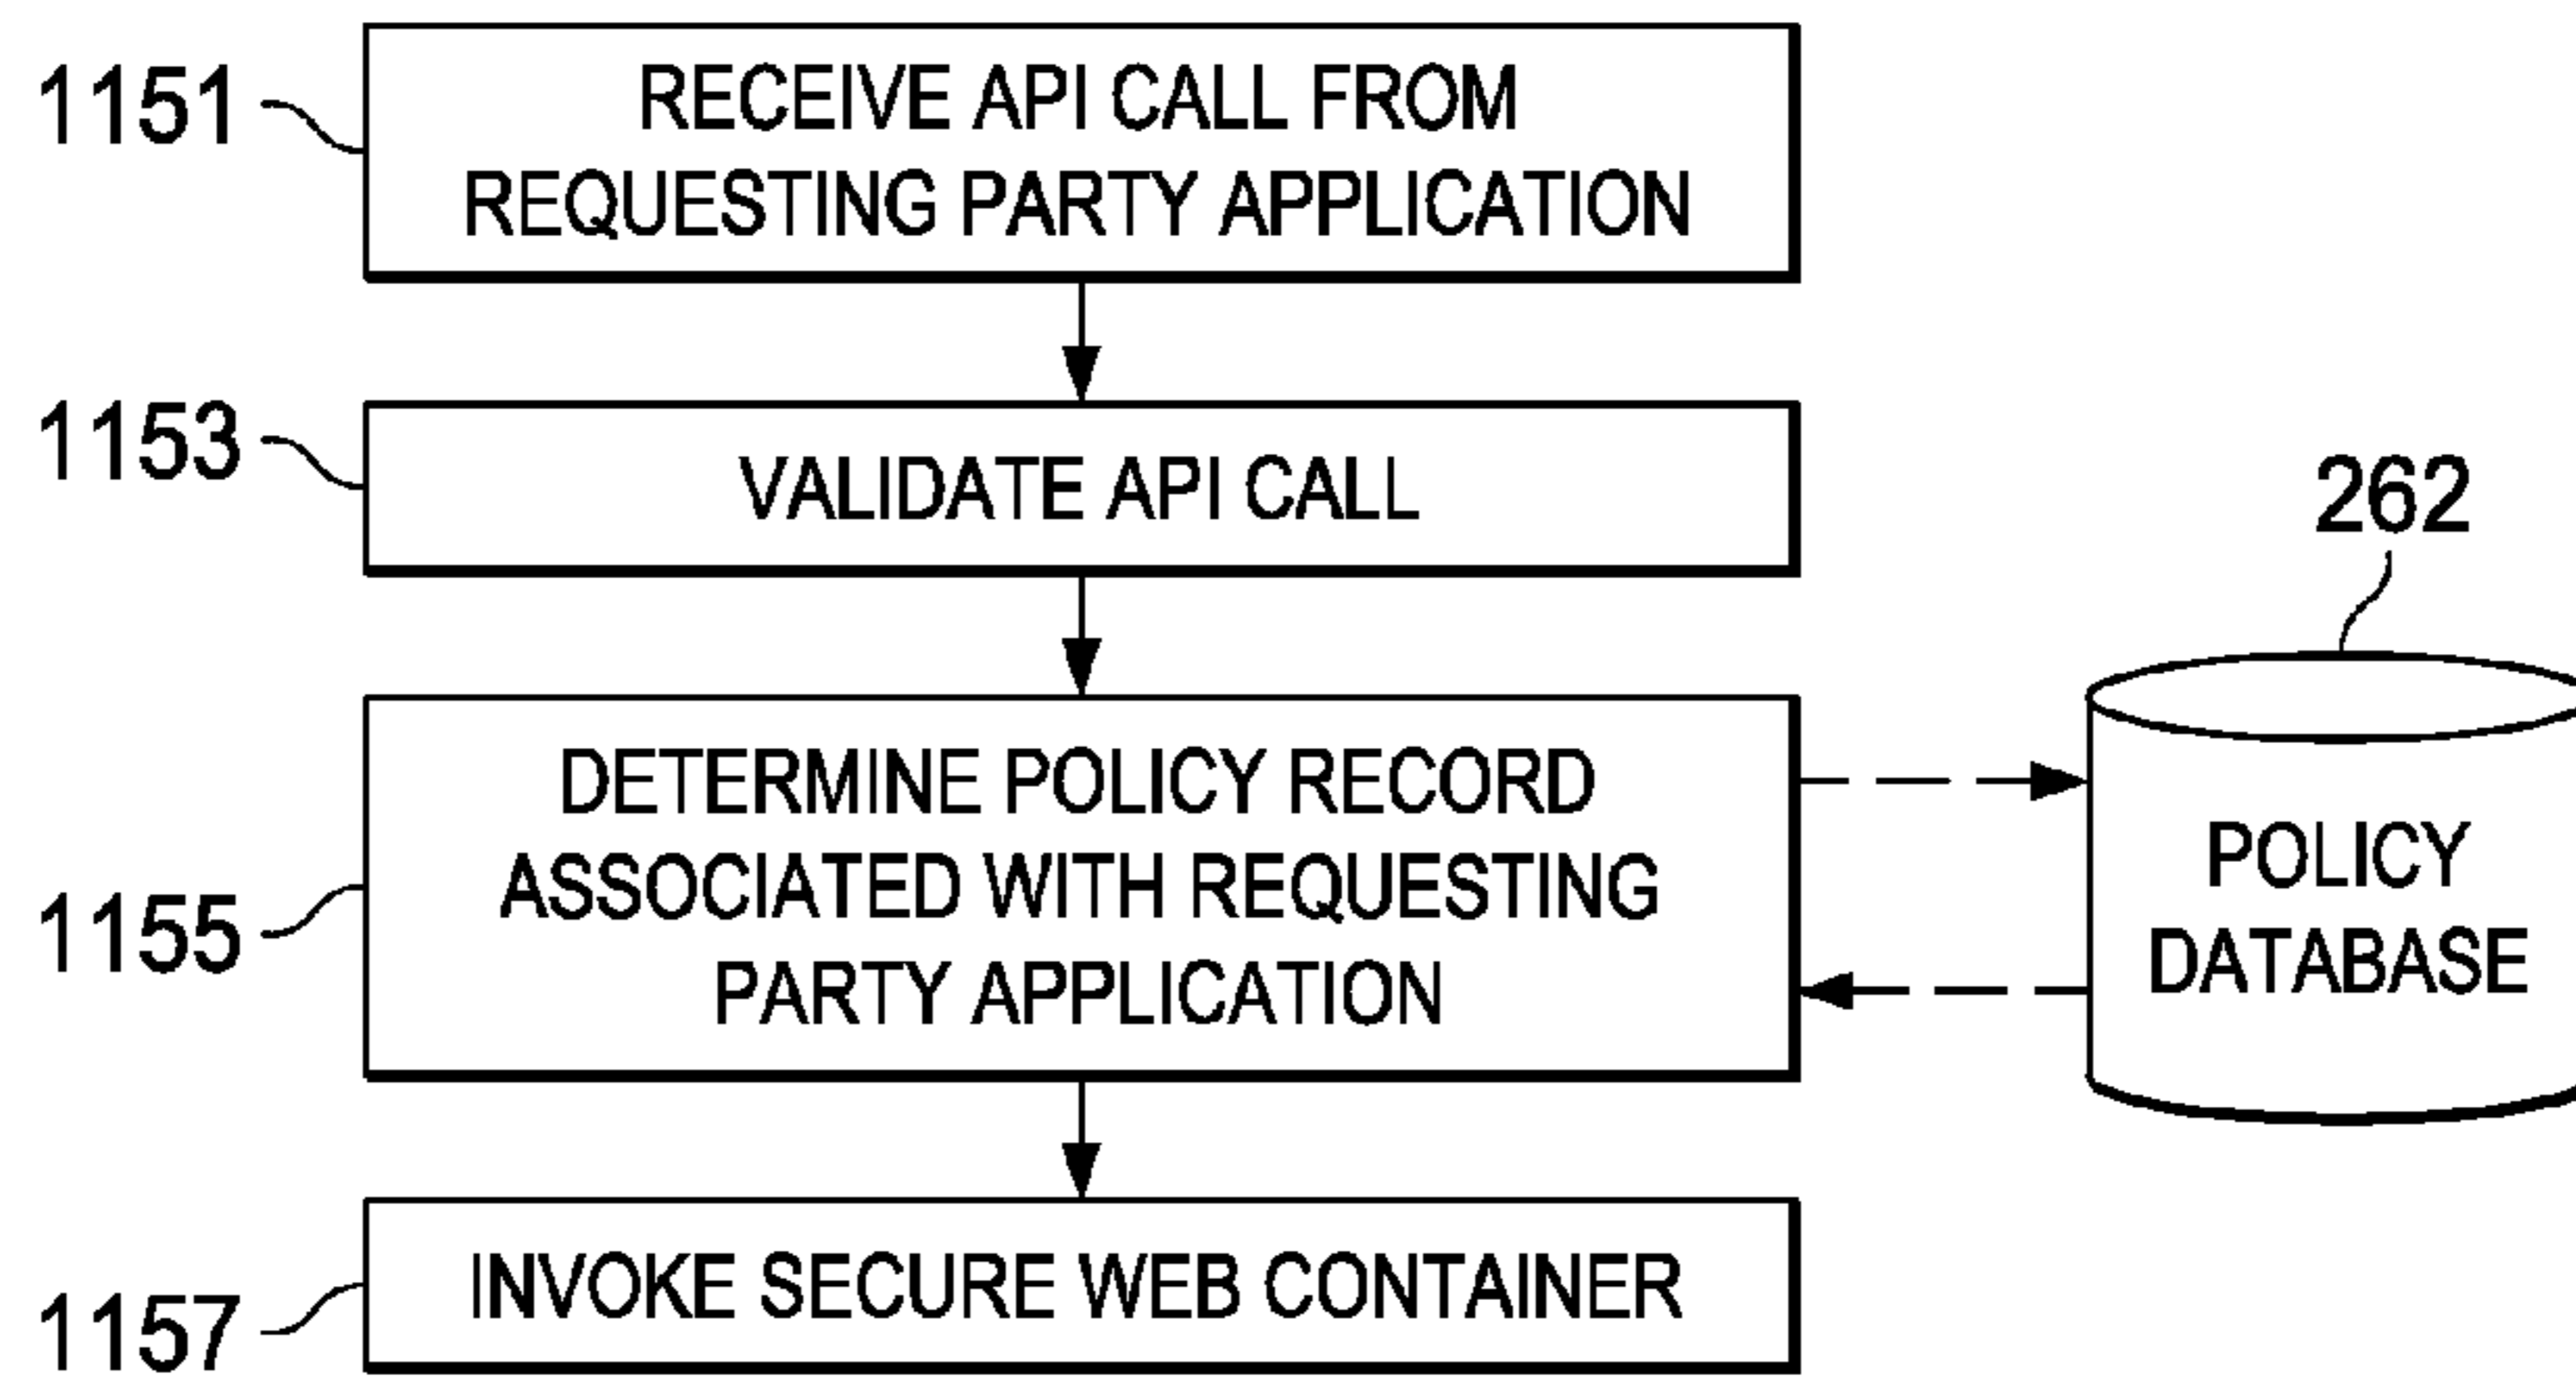 1151
RECEIVE API CALL FROM
REQUESTING PARTY APPLICATION
1153
VALIDATE API CALL
262
1155
DETERMINE POLICY RECORD
ASSOCIATED WITH REQUESTING
PARTY APPLICATION
POLICY
DATABASE
1157
INVOKE SECURE WEB CONTAINER